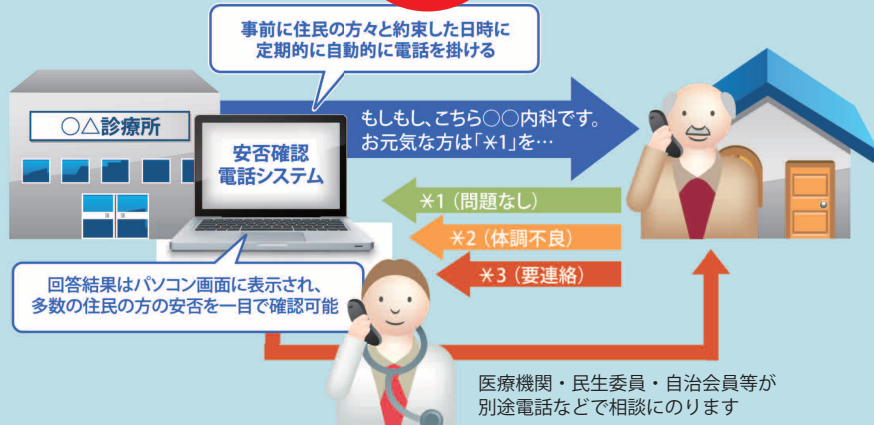 事前に住民の方々と約束した日時に
定期的に自動的に電話を掛ける
○△診療所
安否確認
電話システム
もしもし、こちら○○内科です。
お元気な方は「＊1」を…
＊1（問題なし）
＊2（体調不良）
＊3（要連絡）
回答結果はパソコン画面に表示され、
多数の住民の方の安否を一目で確認可能
医療機関・民生委員・自治会員等が
別途電話などで相談にのります